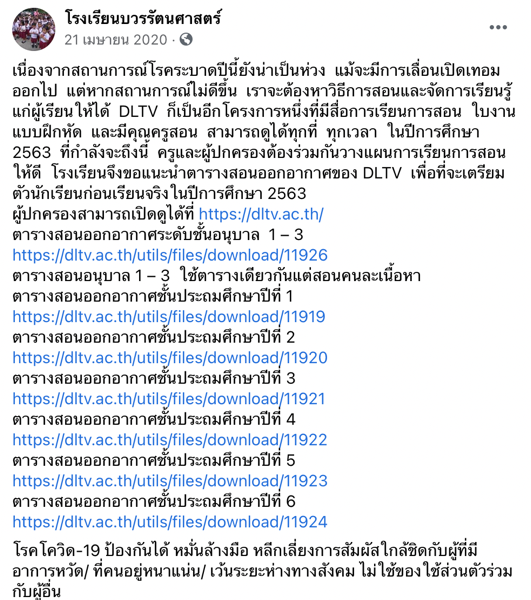 โรงเรียนบวรรัตนศาสตร์
21 เมษายน 2020
เนื่องจากสถานการณ์โรคระบาดปีนี้ยังน่าเป็นห่วง แม้จะมีการเลื่อนเปิดเทอม
ออกไป แต่หากสถานการณ์ไม่ดีขึ้น เราจะต้องหาวิธีการสอนและจัดการเรียนรู้
แก่ผู้เรียนให้ได้ DLTV ก็เป็นอีกโครงการหนึ่งที่มีสื่อการเรียนการสอน ใบงาน
แบบฝึกหัด และมีคุณครูสอน สามารถดูได้ทุกที่ ทุกเวลา ในปีการศึกษา
2563 ที่กำลังจะถึงนี้ ครูและผู้ปกครองต้องร่วมกันวางแผนการเรียนการสอน
ให้ดี โรงเรียนจึงขอแนะนำตารางสอนออกอากาศของ DLTV เพื่อที่จะเตรียม
ตัวนักเรียนก่อนเรียนจริงในปีการศึกษา 2563
ผู้ปกครองสามารถเปิดดูได้ที่ https://dltv.ac.th/
ตารางสอนออกอากาศระดับชั้นอนุบาล 1 – 3
https://dltv.ac.th/utils/files/download/11926
ตารางสอนอนุบาล 1 – 3 ใช้ตารางเดียวกันแต่สอนคนละเนื้อหา
ตารางสอนออกอากาศชั้นประถมศึกษาปีที่ 1
https://dltv.ac.th/utils/files/download/11919
ตารางสอนออกอากาศชั้นประถมศึกษาปีที่ 2
https://dltv.ac.th/utils/files/download/11920
ตารางสอนออกอากาศชั้นประถมศึกษาปีที่ 3
https://dltv.ac.th/utils/files/download/11921
ตารางสอนออกอากาศชั้นประถมศึกษาปีที่ 4
https://dltv.ac.th/utils/files/download/11922
ตารางสอนออกอากาศชั้นประถมศึกษาปีที่ 5
https://dltv.ac.th/utils/files/download/11923
ตารางสอนออกอากาศชั้นประถมศึกษาปีที่ 6
https://dltv.ac.th/utils/files/download/11924
โรคโควิด-19 ป้องกันได้ หมั่นล้างมือ หลีกเลี่ยงการสัมผัสใกล้ชิดกับผู้ที่มี
อาการหวัด/ ที่คนอยู่หนาแน่น/ เว้นระยะห่างทางสังคม ไม่ใช้ของใช้ส่วนตัวร่วม
กับผู้อื่น